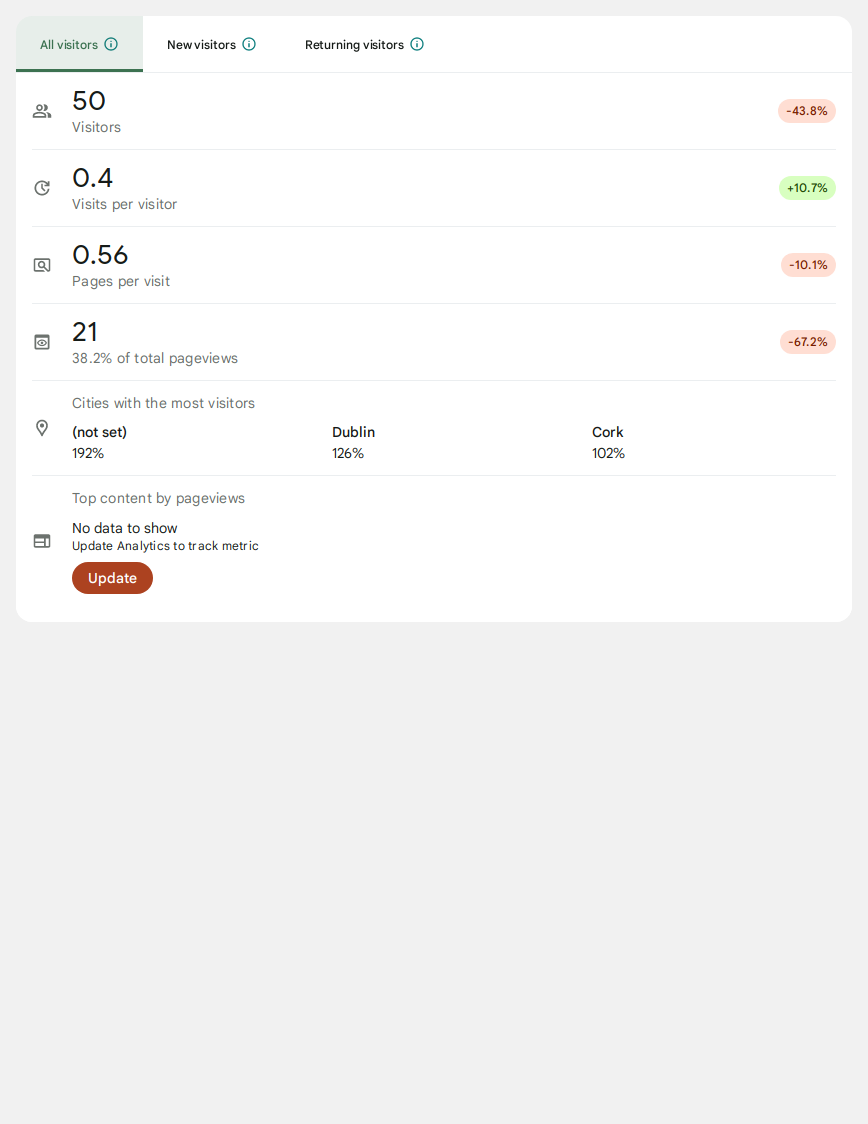 All visitors
New visitors
Returning visitors
50
Visitors
-43.8%
0.4
Visits per visitor
+10.7%
0.56
Pages per visit
-10.1%
21
38.2% of total pageviews
-67.2%
Cities with the most visitors
(not set) Dublin Cork
192% 126% 102%
Top content by pageviews
No data to show
Update Analytics to track metric
Update